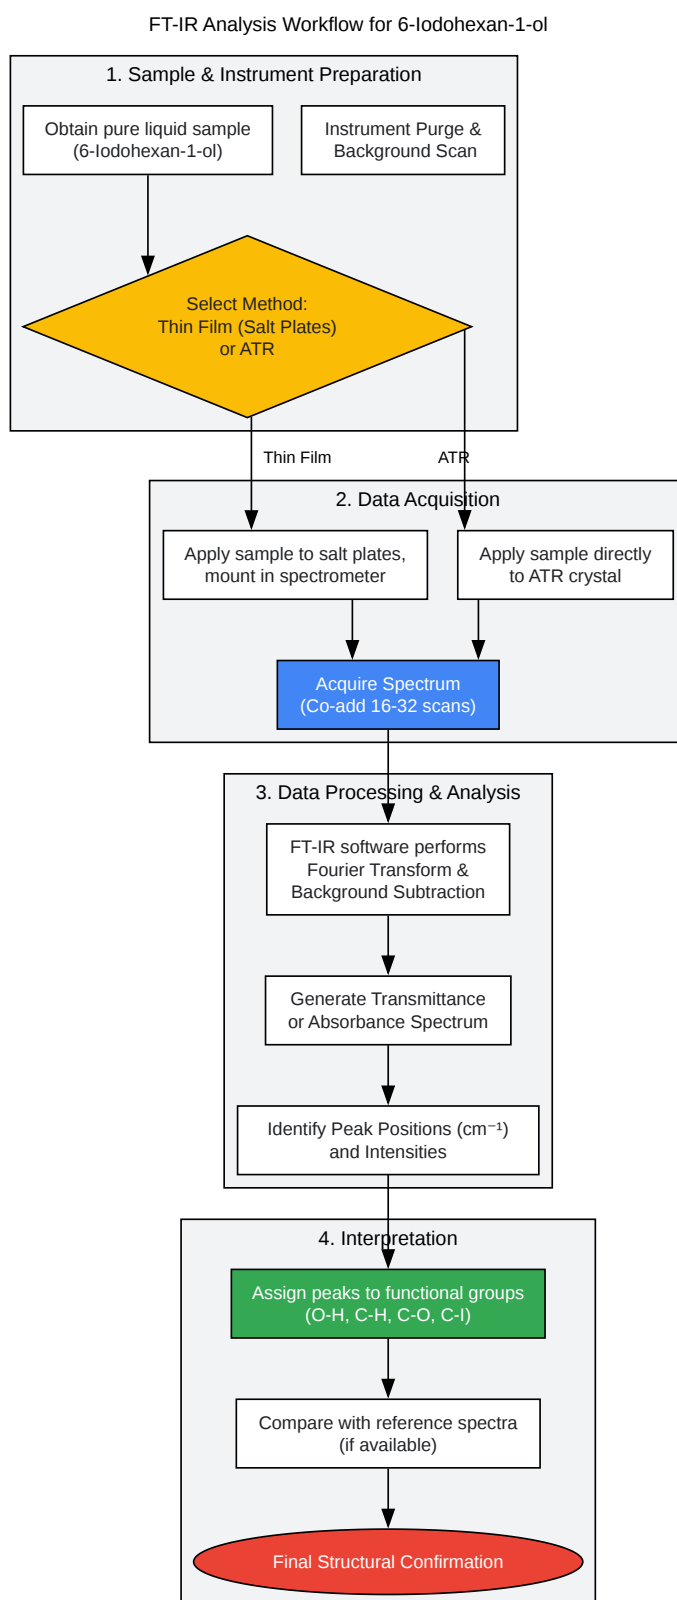 FT-IR Analysis Workflow for 6-Iodohexan-1-ol
1. Sample & Instrument Preparation
Obtain pure liquid sample
(6-Iodohexan-1-ol)
Instrument Purge &
Background Scan
Select Method:
Thin Film (Salt Plates)
or ATR
Thin Film
ATR
2. Data Acquisition
Apply sample to salt plates,
mount in spectrometer
Apply sample directly
to ATR crystal
Acquire Spectrum
(Co-add 16-32 scans)
3. Data Processing & Analysis
FT-IR software performs
Fourier Transform &
Background Subtraction
Generate Transmittance
or Absorbance Spectrum
Identify Peak Positions (cm⁻¹)
and Intensities
4. Interpretation
Assign peaks to functional groups
(O-H, C-H, C-O, C-I)
Compare with reference spectra
(if available)
Final Structural Confirmation